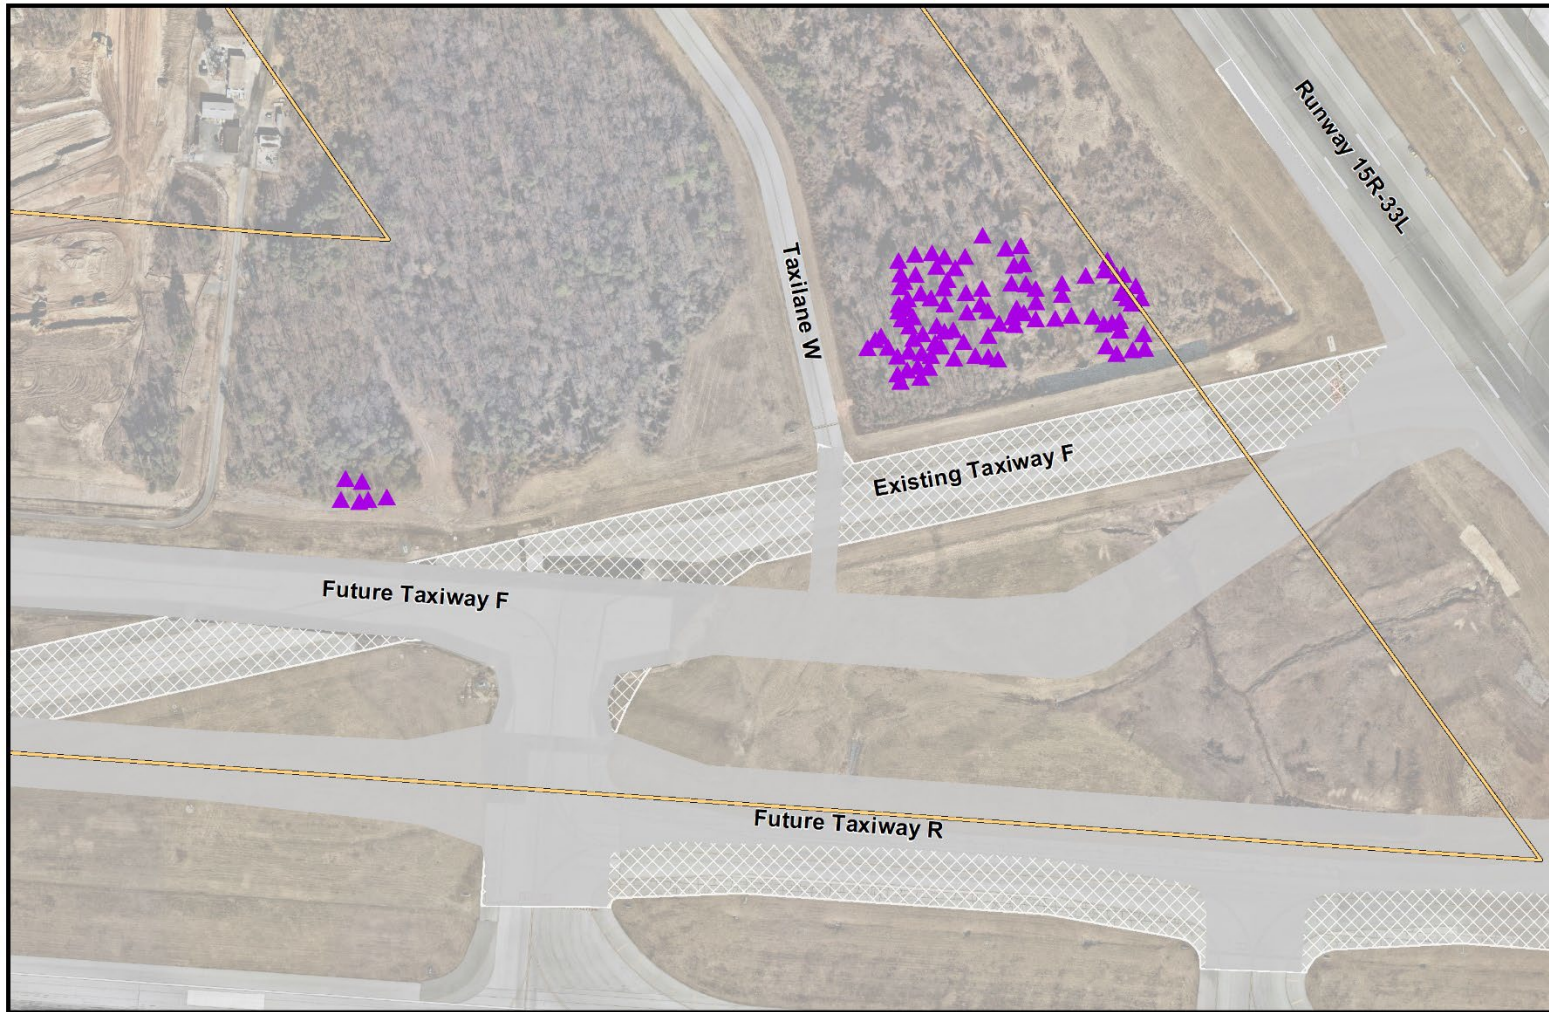 Runway 15R-33L
Taxilane W
Existing Taxiway F
Future Taxiway F
Future Taxiway R